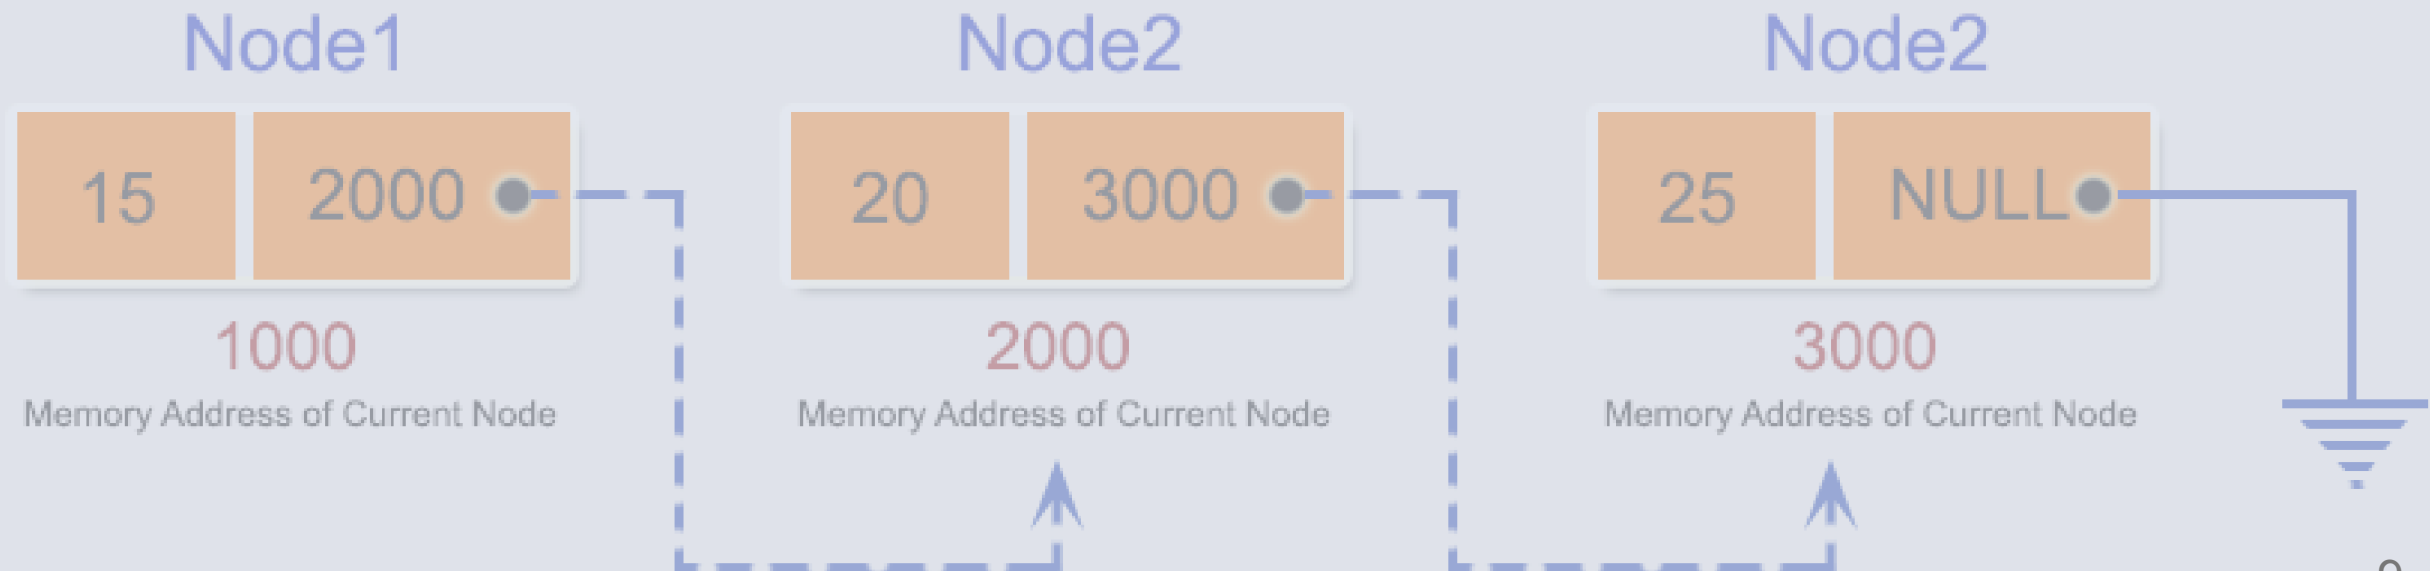 Node1 Node2 Node2
15 2000 20 3000 25 NULL
1000 2000 3000
Memory Address of Current Node Memory Address of Current Node Memory Address of Current Node